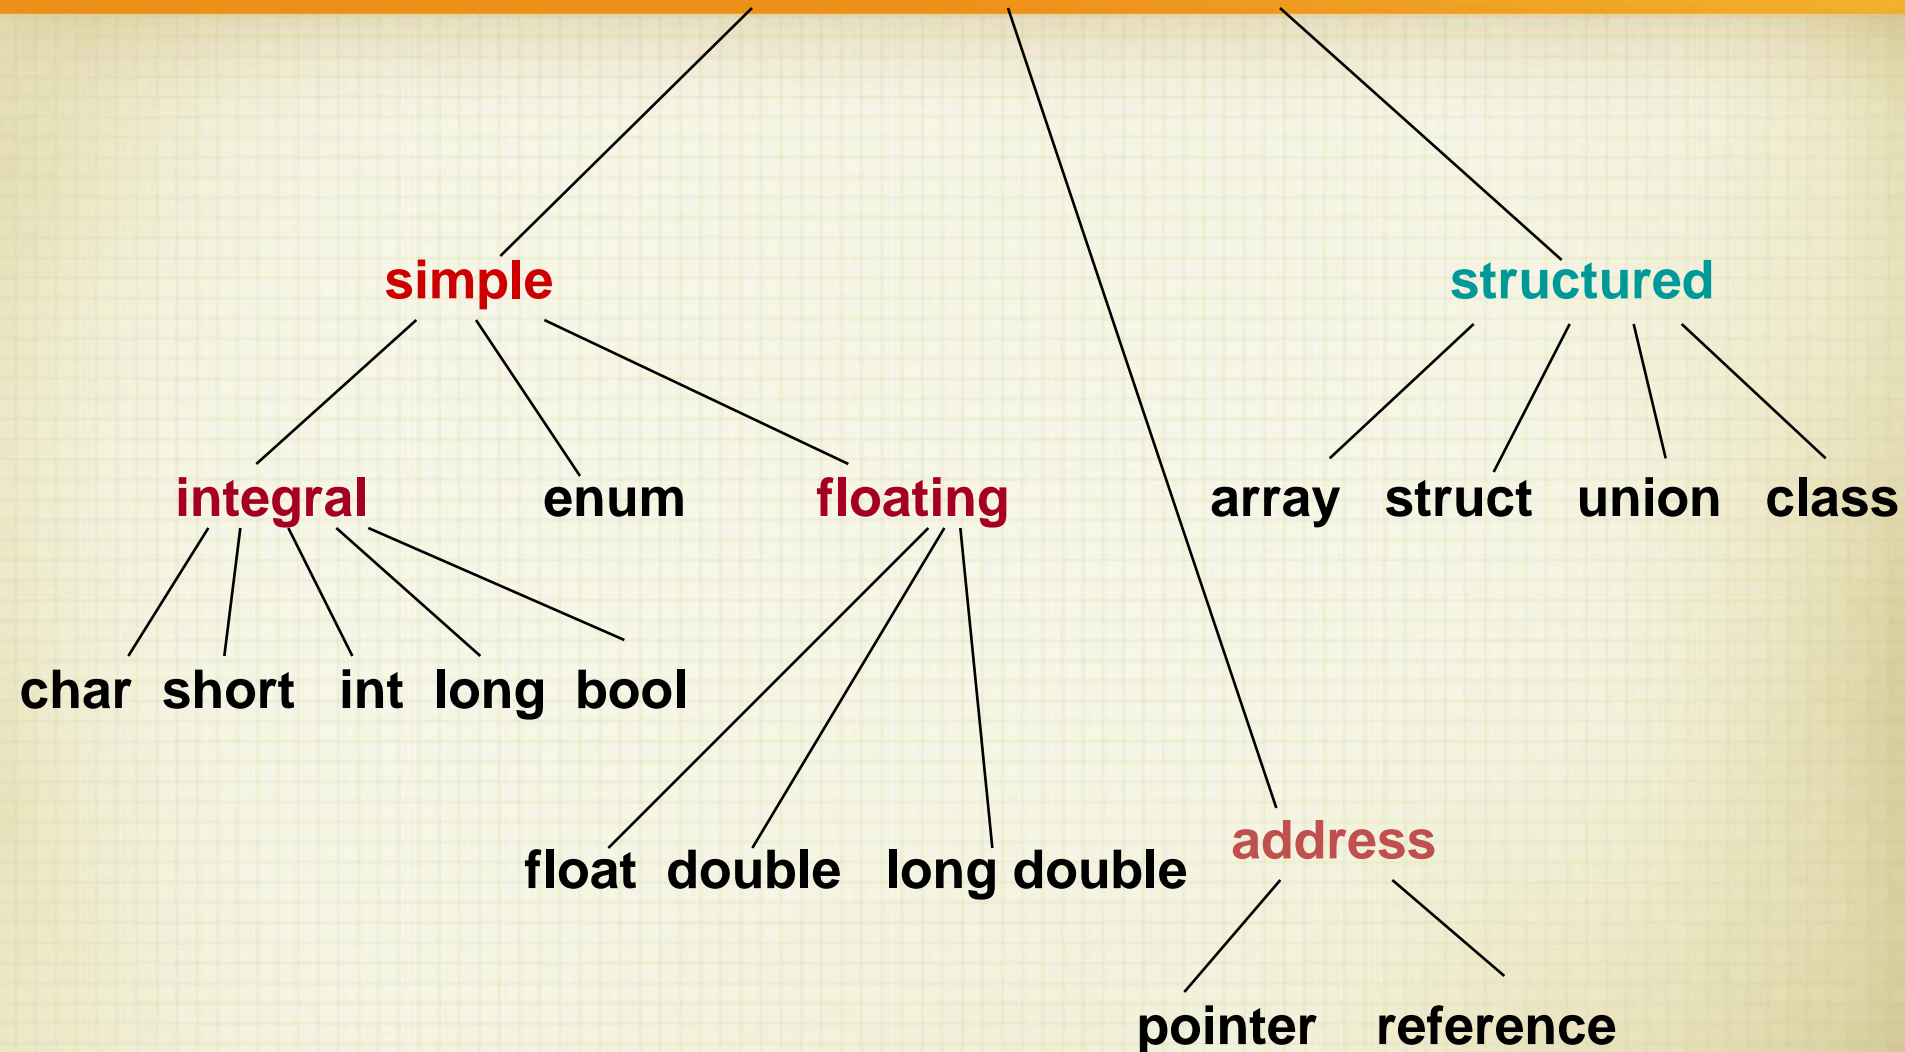 simple structured
integral enum floating array struct union class
char short int long bool
address
float double long double
pointer reference